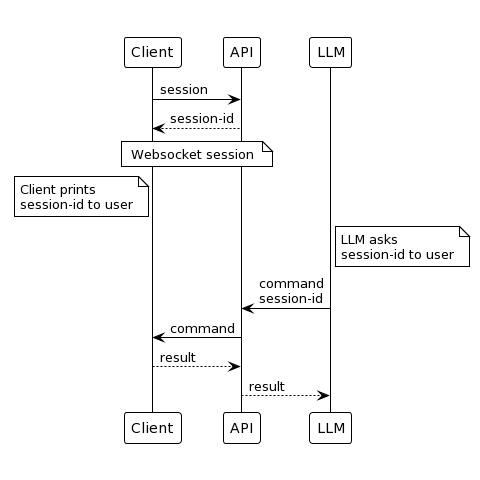 Client
API
LLM
session
session-id
Websocket session
Client prints
session-id to user
LLM asks
session-id to user
command
session-id
command
result
result
Client
API
LLM